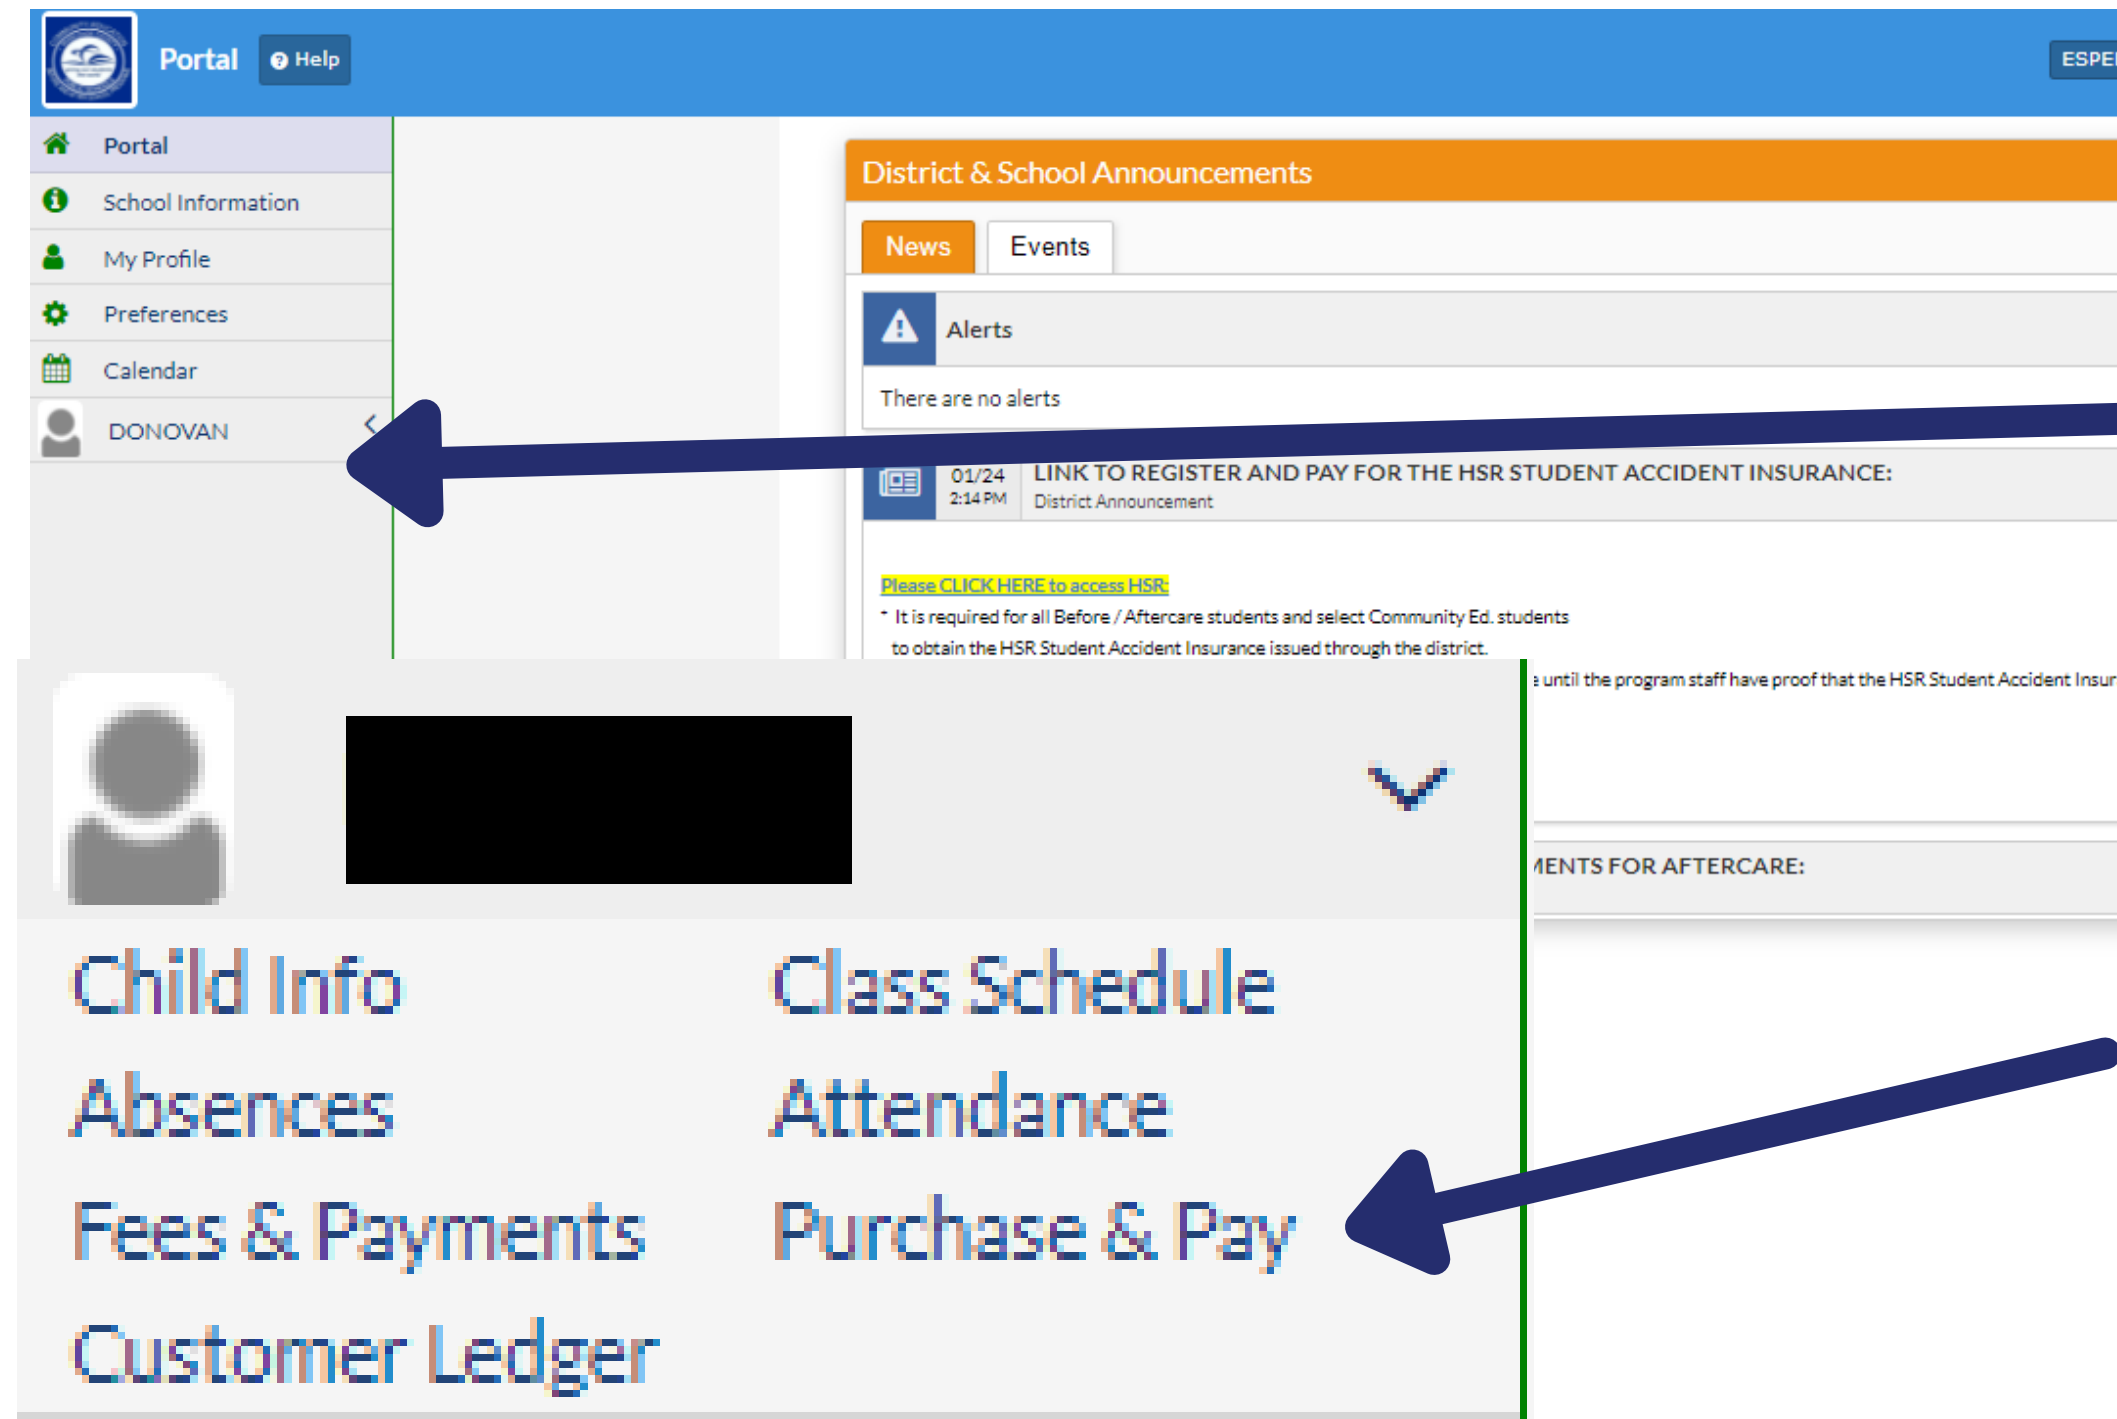 Portal
Help
Portal
School Information
My Profile
Preferences
Calendar
DONOVAN
District & School Announcements
News
Events
Alerts
There are no alerts
01/24
2:14 PM
LINK TO REGISTER AND PAY FOR THE HSR STUDENT ACCIDENT INSURANCE:
District Announcement
Please CLICK HERE to access HSR:
* It is required for all Before / Aftercare students and select Community Ed. students
to obtain the HSR Student Accident Insurance issued through the district.
until the program staff have proof that the HSR Student Accident
FOR AFTERCARE:
Child Info
Class Schedule
Absences
Attendance
Fees & Payments
Purchase & Pay
Customer Ledger